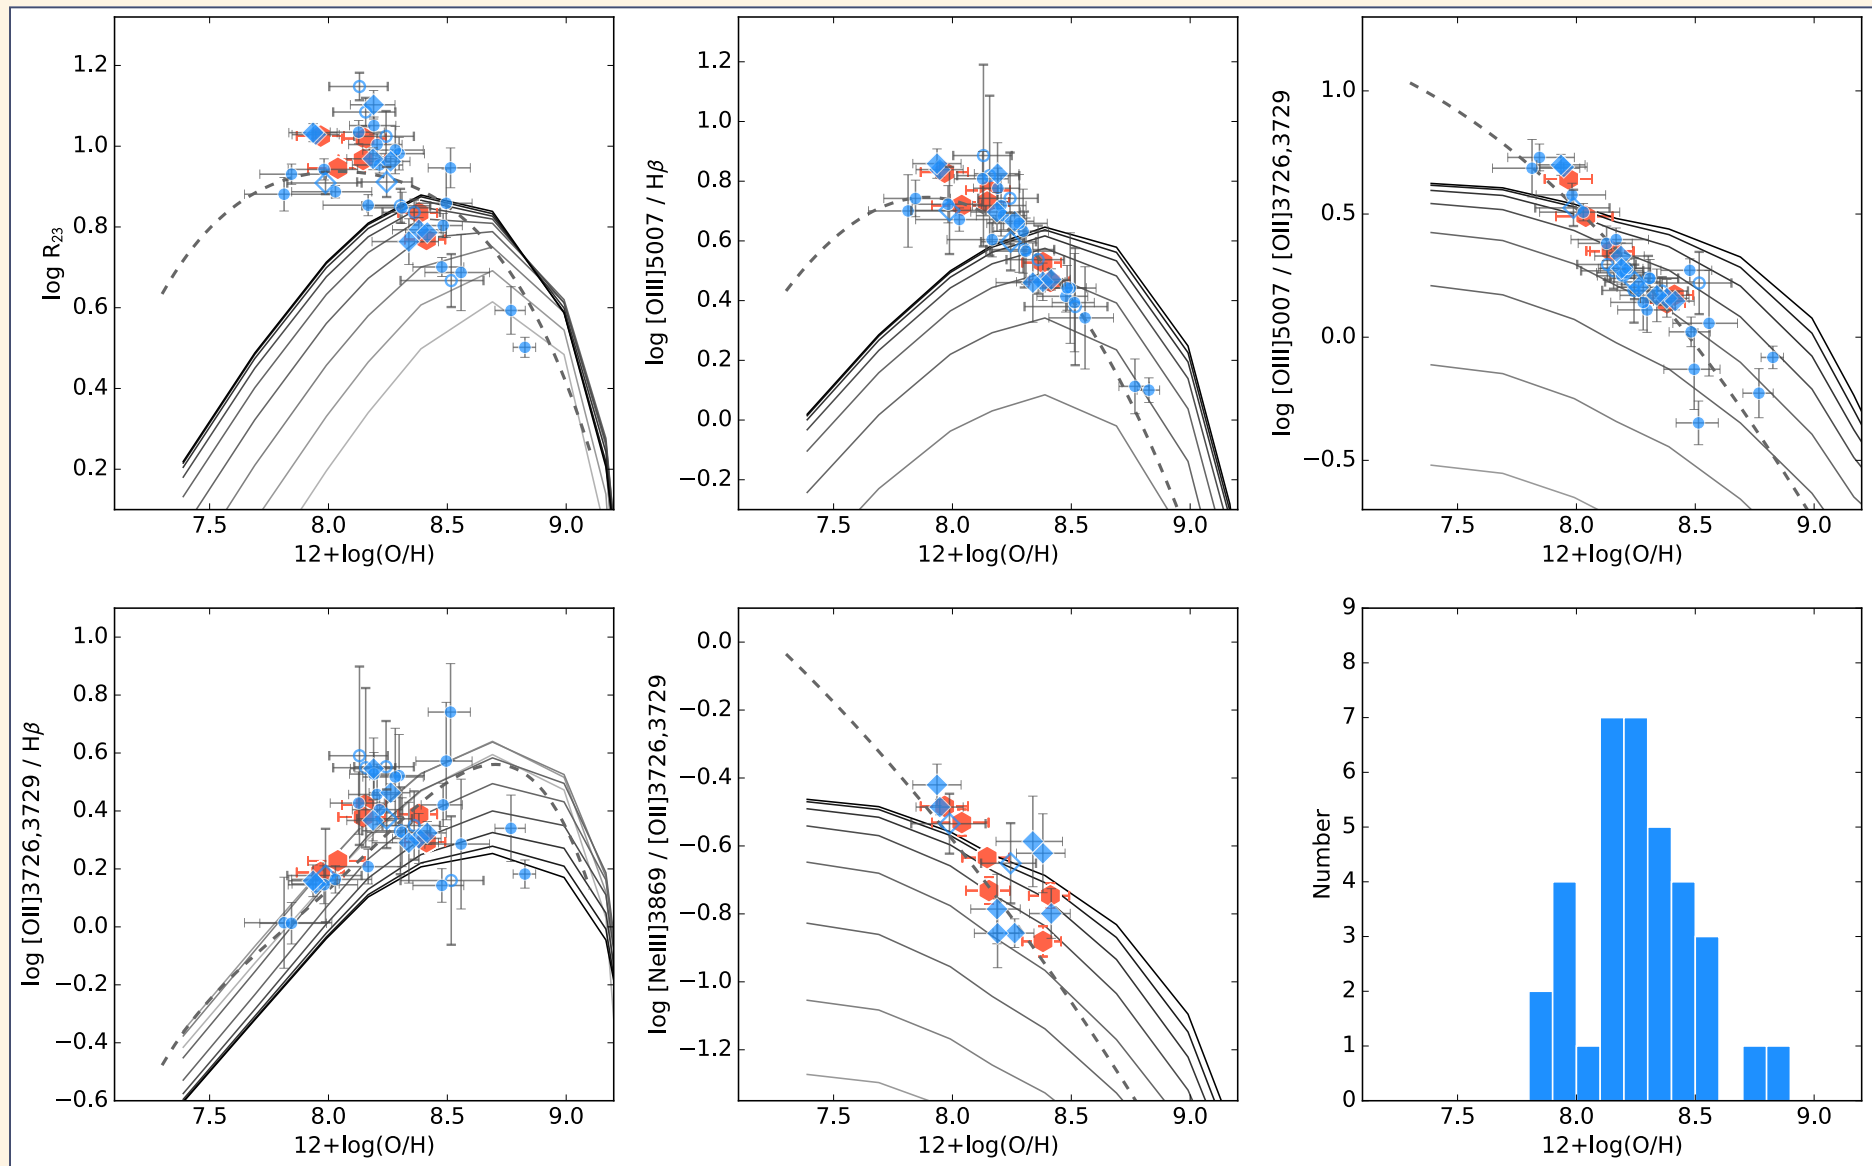 log R23
1.2
1.0
0.8
0.6
0.4
0.2
7.5 8.0 8.5 9.0
12+log(O/H)
log [OIII]5007 / Hβ
1.2
1.0
0.8
0.6
0.4
0.2
0.0
−0.2
7.5 8.0 8.5 9.0
12+log(O/H)
log [OIII]5007 / [OII]3726,3729
1.0
0.5
0.0
−0.5
7.5 8.0 8.5 9.0
12+log(O/H)
log [OII]3726,3729 / Hβ
1.0
0.8
0.6
0.4
0.2
0.0
−0.2
−0.4
−0.6
7.5 8.0 8.5 9.0
12+log(O/H)
log [NeIII]3869 / [OII]3726,3729
0.0
−0.2
−0.4
−0.6
−0.8
−1.0
−1.2
7.5 8.0 8.5 9.0
12+log(O/H)
Number
9
8
7
6
5
4
3
2
1
0
7.5 8.0 8.5 9.0
12+log(O/H)